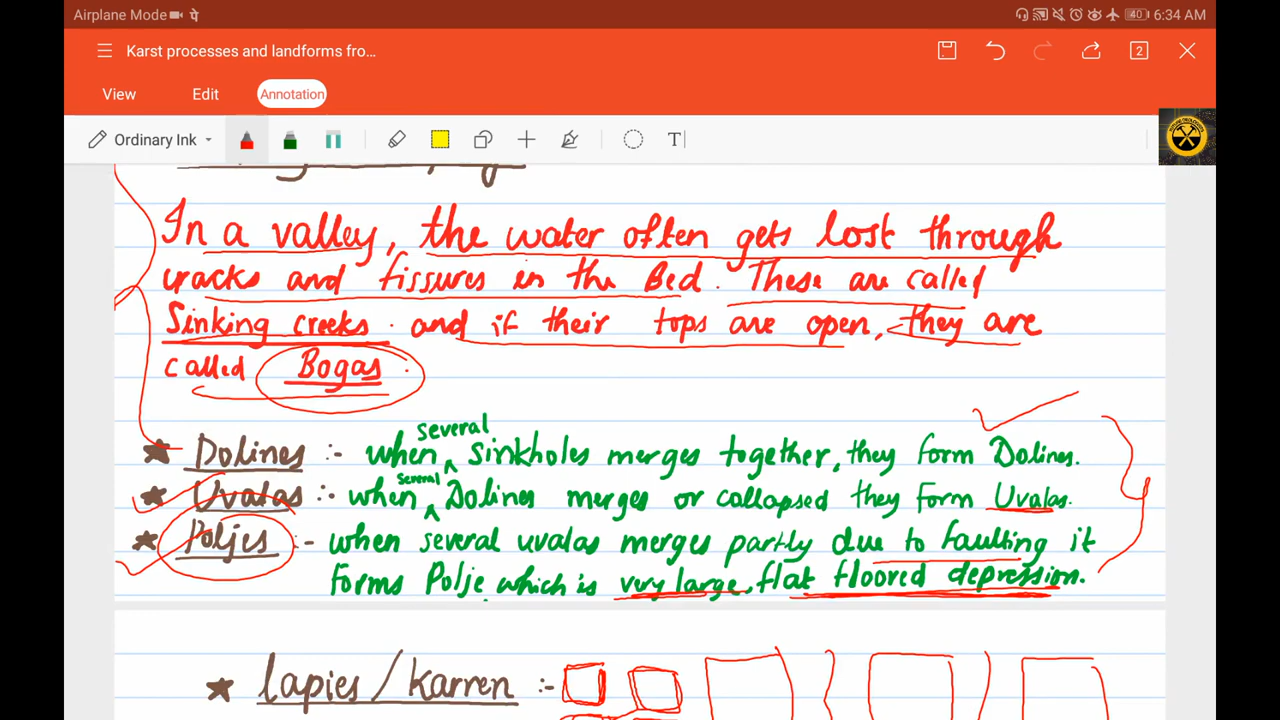 Airplane Mode 40 6:34 AM
Karst processes and landforms fro... 2
View Edit Annotation
Ordinary Ink T
In a valley, the water often gets lost through
cracks and fissures in the Bed. These are called
Sinking creeks. and if their tops are open, they are
called Bogas.
Dolines :- when several sinkholes merges together, they form Dolines.
Uvalas :- when several Dolines merges or collapsed they form Uvalas.
Poljes :- when several uvalas merges partly due to faulting it
forms Polje which is very large, flat floored depression.
lapies / karren :-